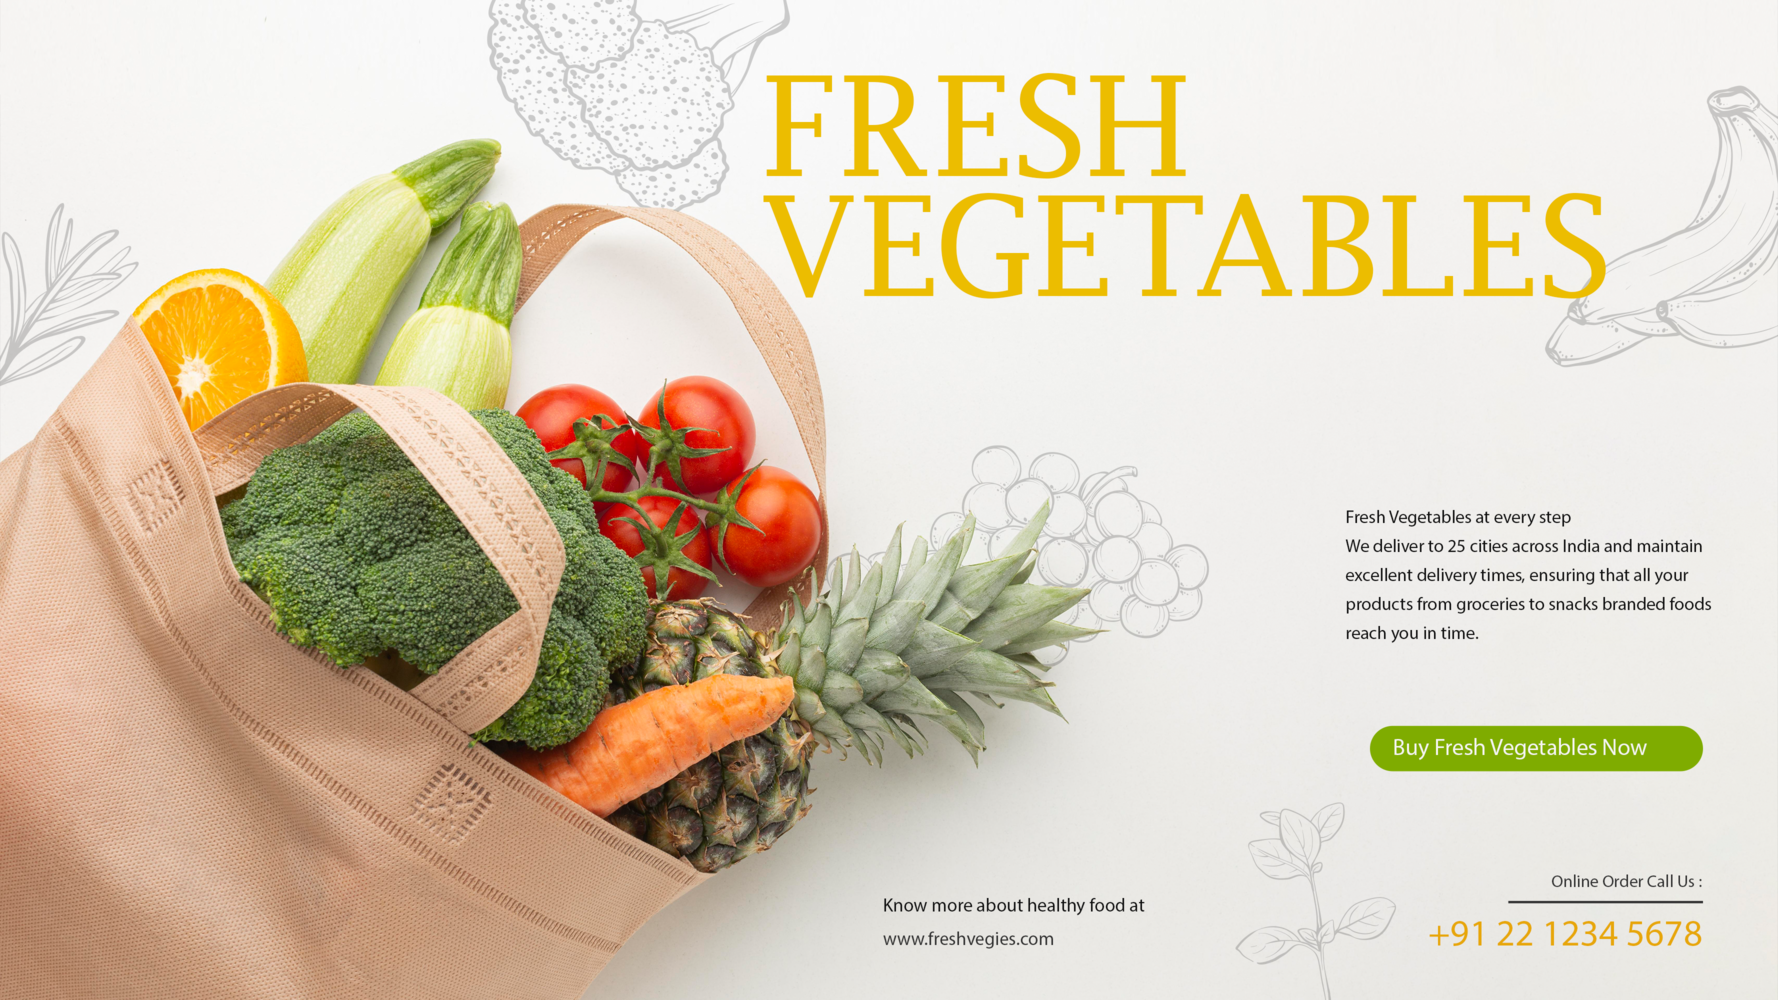 FRESH
VEGETABLES
Fresh Vegetables at every step
We deliver to 25 cities across India and maintain
excellent delivery times, ensuring that all your
products from groceries to snacks branded foods
reach you in time.
Buy Fresh Vegetables Now
Know more about healthy food at
www.freshvegies.com
Online Order Call Us :
+91 22 1234 5678